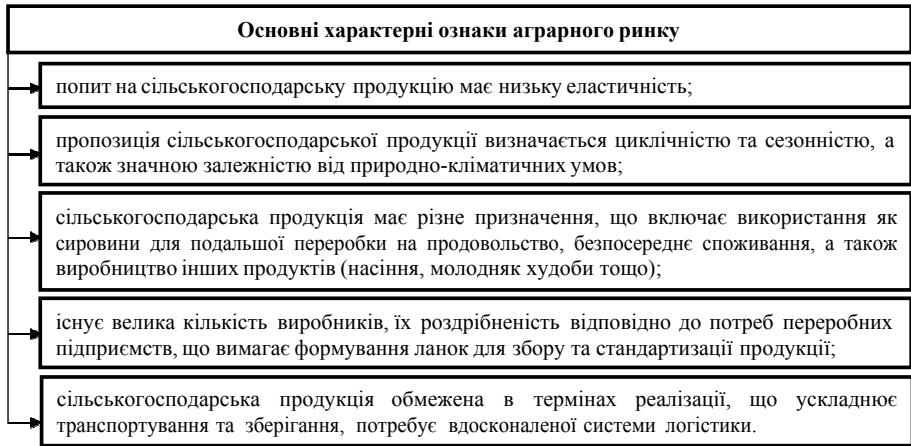 Основні характерні ознаки аграрного ринку
попит на сільськогосподарську продукцію має низьку еластичність;
пропозиція сільськогосподарської продукції визначається циклічністю та сезонністю, а
також значною залежністю від природно-кліматичних умов;
сільськогосподарська продукція має різне призначення, що включає використання як
сировини для подальшої переробки на продовольство, безпосереднє споживання, а також
виробництво інших продуктів (насіння, молодняк худоби тощо);
існує велика кількість виробників, їх роздрібненість відповідно до потреб переробних
підприємств, що вимагає формування ланок для збору та стандартизації продукції;
сільськогосподарська продукція обмежена в термінах реалізації, що ускладнює
транспортування та зберігання, потребує вдосконаленої системи логістики.